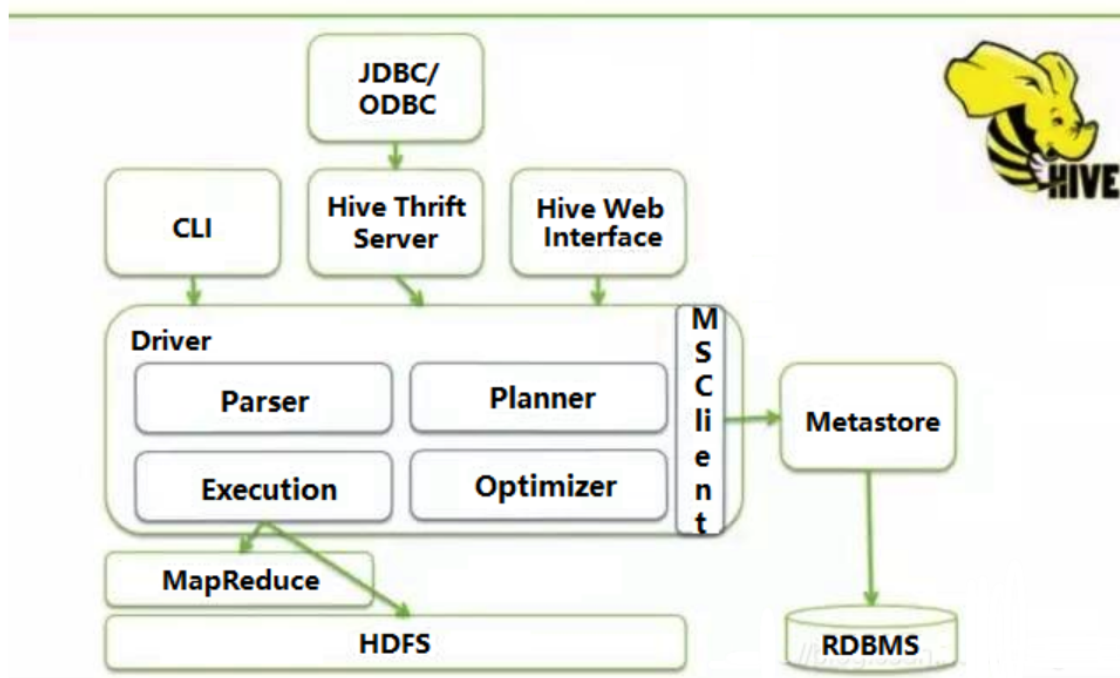 JDBC/
ODBC
CLI
Hive Thrift
Server
Hive Web
Interface
HIVE
Driver
Parser
Planner
Execution
Optimizer
M
S
C
li
e
n
t
Metastore
MapReduce
HDFS
RDBMS